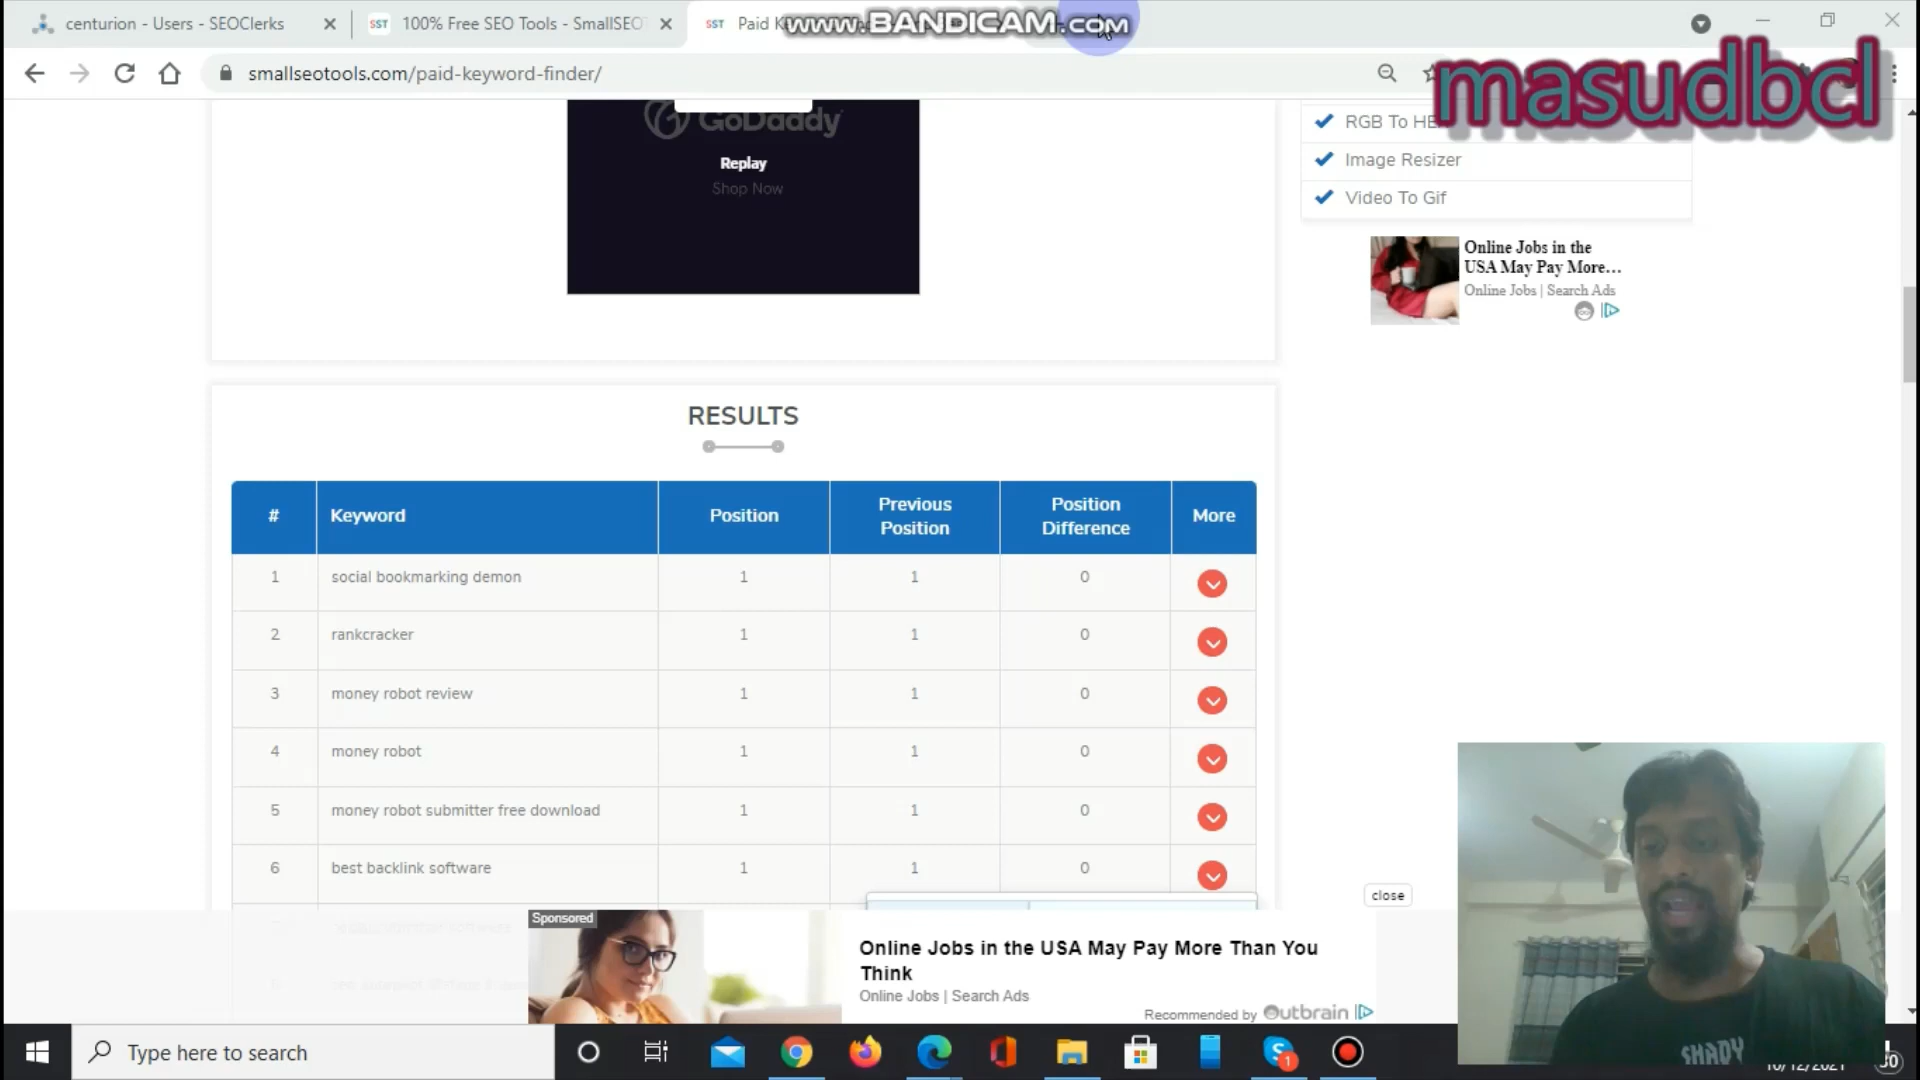 centurion - Users - SEOClerks
100% Free SEO Tools - SmallSEOT
Paid K
www.BANDICAM.com
smallseotools.com/paid-keyword-finder/
masudbcl
GoDaddy
Replay
Shop Now
RGB To HE
Image Resizer
Video To Gif
Online Jobs in the
USA May Pay More...
Online Jobs | Search Ads
RESULTS
# Keyword Position Previous Position Position Difference More
1 social bookmarking demon 1 1 0
2 rankcracker 1 1 0
3 money robot review 1 1 0
4 money robot 1 1 0
5 money robot submitter free download 1 1 0
6 best backlink software 1 1 0
close
Sponsored
Online Jobs in the USA May Pay More Than You
Think
Online Jobs | Search Ads
Recommended by Outbrain
SHADY
Type here to search
1
10/12/2021
30